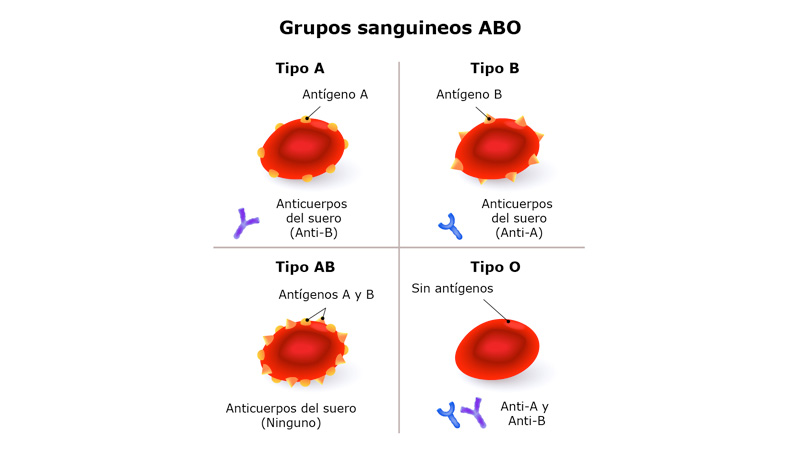 Grupos sanguineos ABO
Tipo A
Antígeno A
Anticuerpos
del suero
(Anti-B)
Tipo B
Antígeno B
Anticuerpos
del suero
(Anti-A)
Tipo AB
Antígenos A y B
Anticuerpos del suero
(Ninguno)
Tipo O
Sin antígenos
Anti-A y
Anti-B